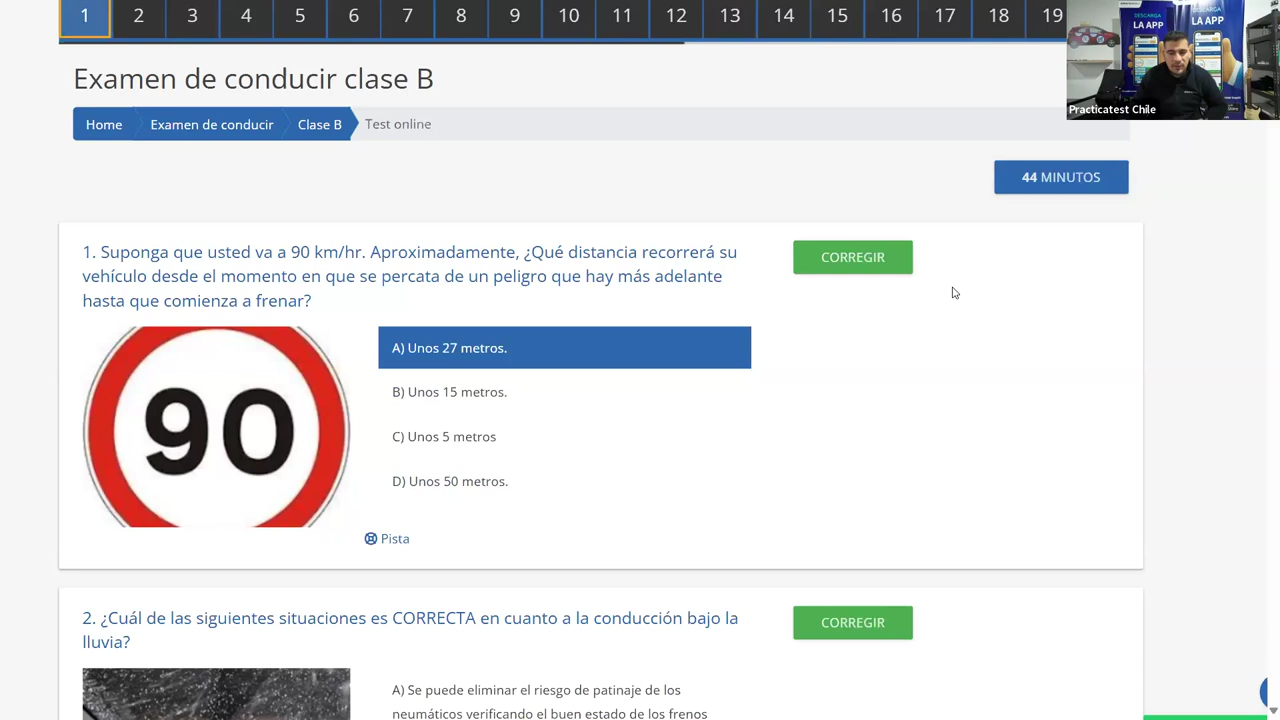 1 2 3 4 5 6 7 8 9 10 11 12 13 14 15 16 17 18 19
DESCARGA
LA APP
DESCARGA
LA APP
Practicatest Chile
Examen de conducir clase B
Home Examen de conducir Clase B Test online
44 MINUTOS
1. Suponga que usted va a 90 km/hr. Aproximadamente, ¿Qué distancia recorrerá su
vehículo desde el momento en que se percata de un peligro que hay más adelante
hasta que comienza a frenar?
CORREGIR
90
A) Unos 27 metros.
B) Unos 15 metros.
C) Unos 5 metros
D) Unos 50 metros.
Pista
2. ¿Cuál de las siguientes situaciones es CORRECTA en cuanto a la conducción bajo la
lluvia?
CORREGIR
A) Se puede eliminar el riesgo de patinaje de los
neumáticos verificando el buen estado de los frenos